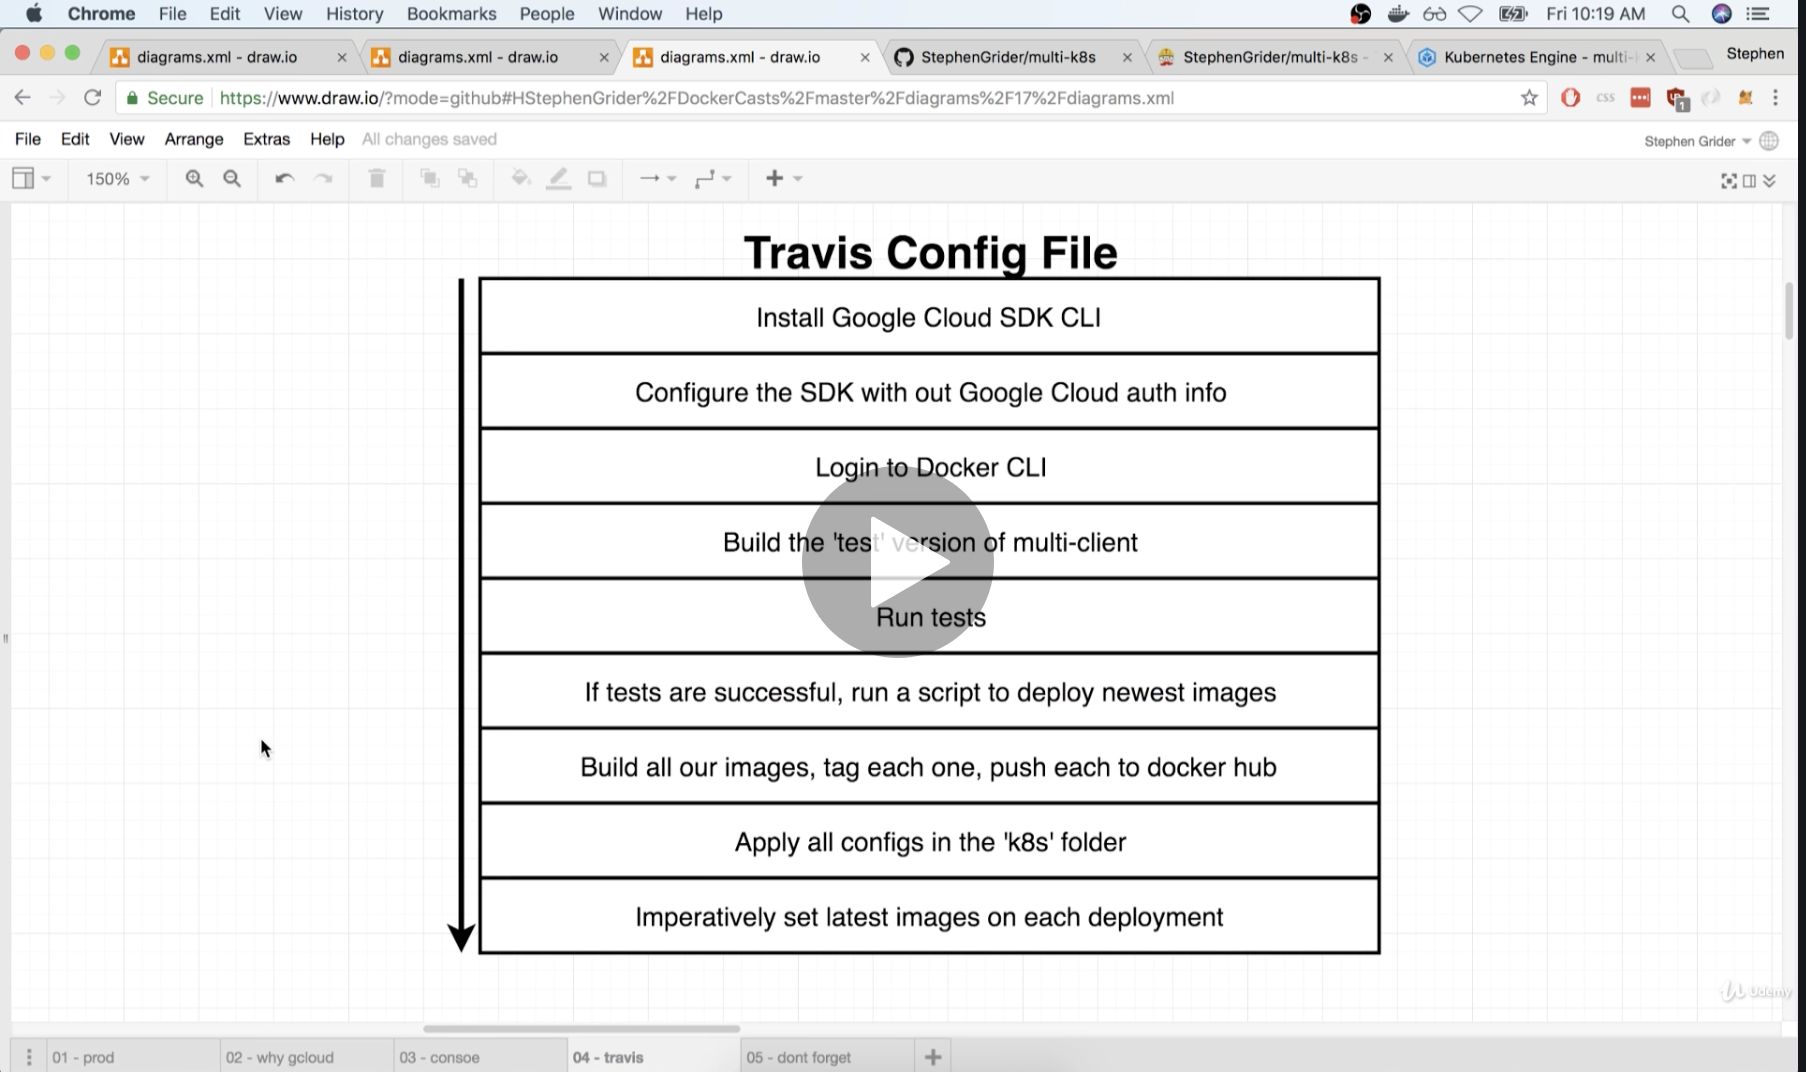 Chrome File Edit View History Bookmarks People Window Help Fri 10:19 AM
diagrams.xml - draw.io diagrams.xml - draw.io diagrams.xml - draw.io StephenGrider/multi-k8s StephenGrider/multi-k8s - Kubernetes Engine - multi- Stephen
Secure https://www.draw.io/?mode=github#HStephenGrider%2FDockerCasts%2Fmaster%2Fdiagrams%2F17%2Fdiagrams.xml css 1
File Edit View Arrange Extras Help All changes saved Stephen Grider
150%
Travis Config File
Install Google Cloud SDK CLI
Configure the SDK with out Google Cloud auth info
Login to Docker CLI
Build the 'test' version of multi-client
Run tests
If tests are successful, run a script to deploy newest images
Build all our images, tag each one, push each to docker hub
Apply all configs in the 'k8s' folder
Imperatively set latest images on each deployment
Udemy
01 - prod 02 - why gcloud 03 - consoe 04 - travis 05 - dont forget